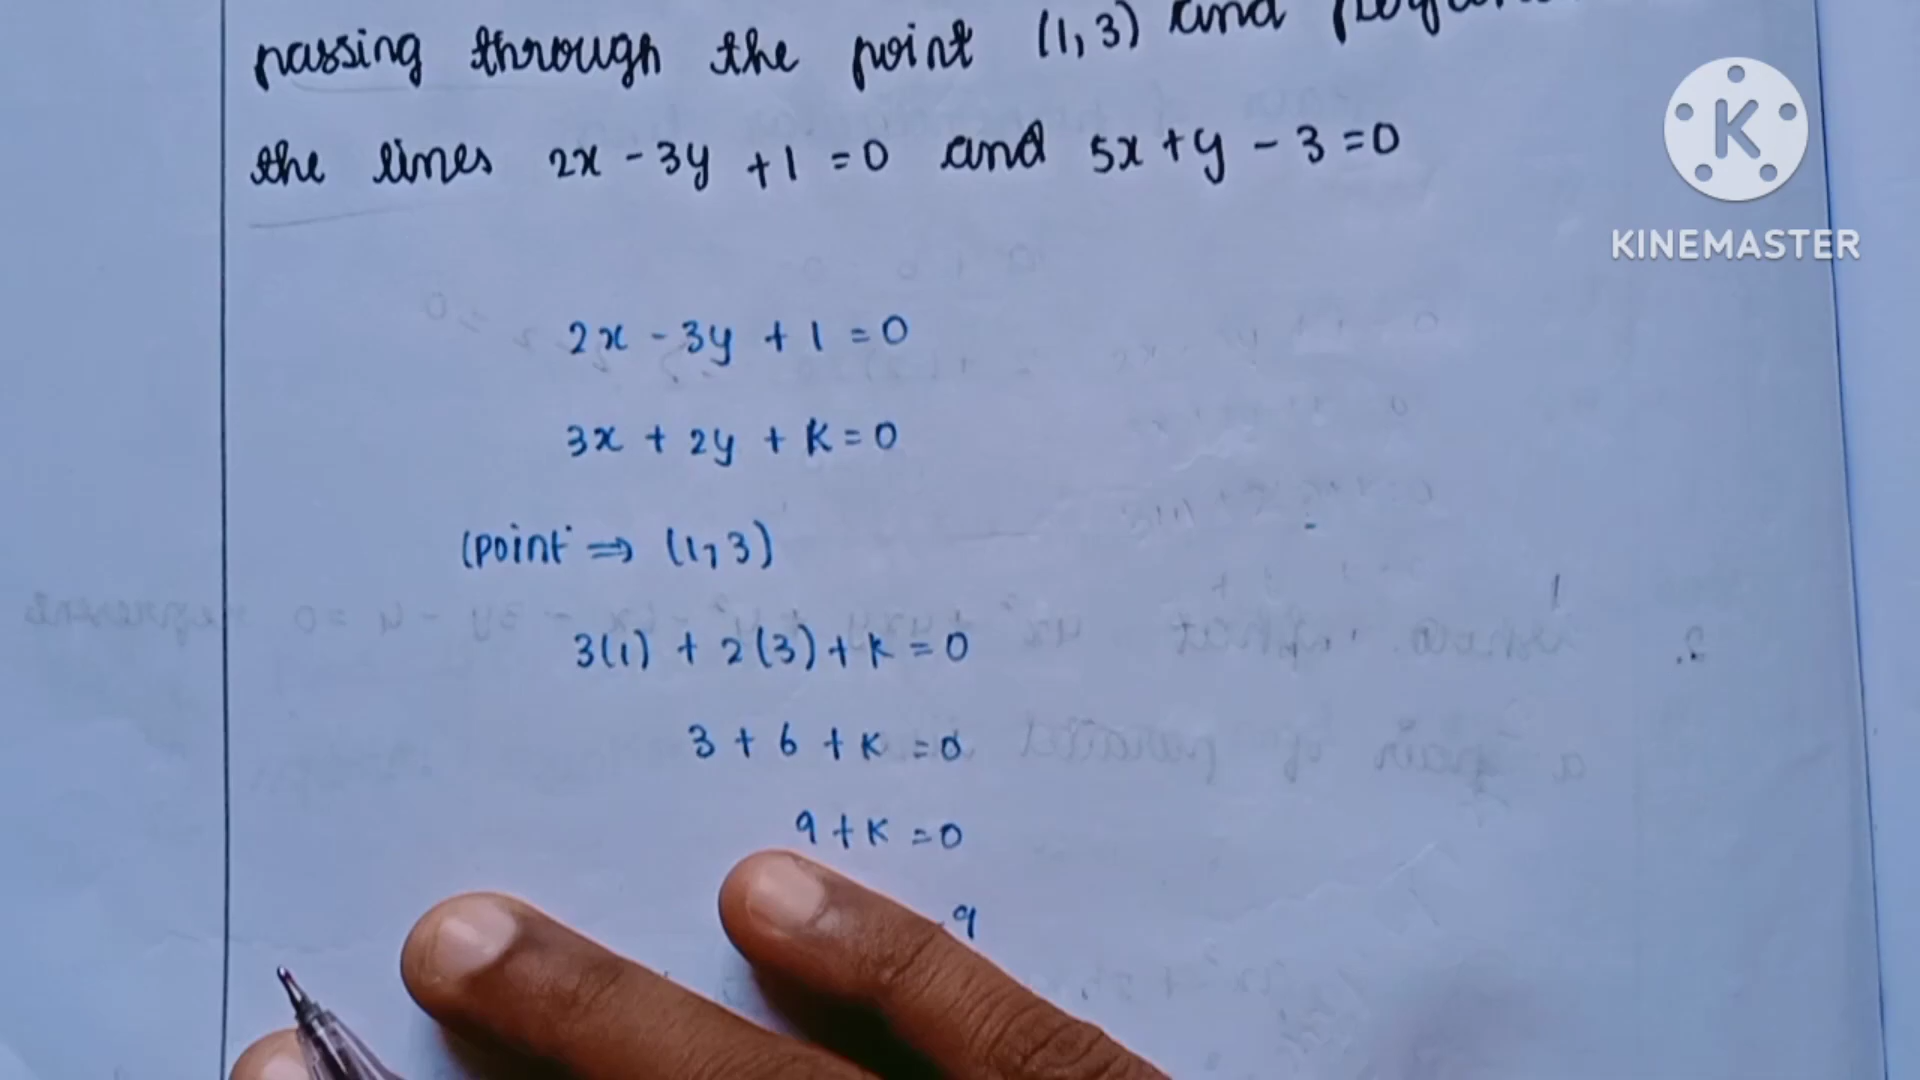 passing through the point (1,3) and
the lines 2x - 3y + 1 = 0 and 5x + y - 3 = 0
K
KINEMASTER
2x - 3y + 1 = 0
3x + 2y + K = 0
(point ⇒ (1,3)
3(1) + 2(3) + K = 0
3 + 6 + K = 0
9 + K = 0
-9